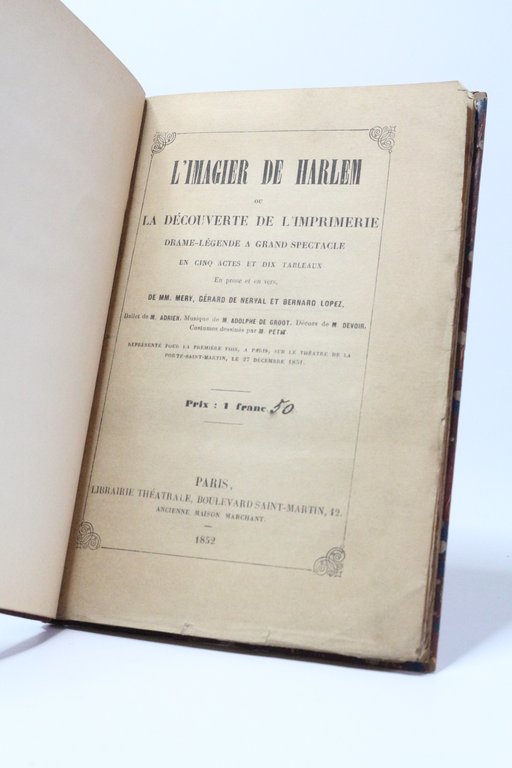 L'IMAGIER DE HARLEM
OU
LA DÉCOUVERTE DE L'IMPRIMERIE
DRAME-LÉGENDE A GRAND SPECTACLE
EN CINQ ACTES ET DIX TABLEAUX
En prose et en vers,
DE MM. MERY, GÉRARD DE NERVAL ET BERNARD LOPEZ,
Ballet de M. ADRIEN. Musique de M. ADOLPHE DE GROOT. Décors de M. DEVOIR.
Costumes dessinés par M. PETIT
REPRÉSENTÉ POUR LA PREMIÈRE FOIS, A PARIS, SUR LE THÉATRE DE LA
PORTE-SAINT-MARTIN, LE 27 DÉCEMBRE 1851.
Prix : 1 franc 50
PARIS,
LIBRAIRIE THÉATRALE, BOULEVARD SAINT-MARTIN, 12.
ANCIENNE MAISON MARCHANT.
1852